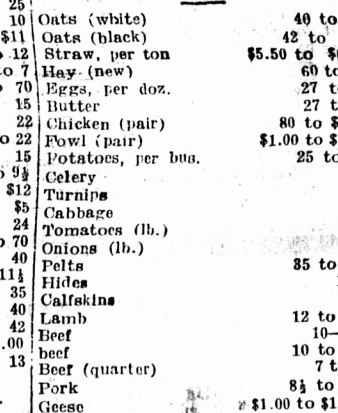 25
10 Oats (white) 40 to
$11 Oats (black) 42 to
12 Straw, per ton $5.50 to $
to 7 Hay (new) 60 to
70 Eggs, per doz. 27 t
15 Butter 27 t
22 Chicken (pair) 80 to $
to 22 Fowl (pair) $1.00 to $
15 Potatoes, per bus. 25 to
9½ Celery
$12 Turnips
$5 Cabbage
24 Tomatoes (lb.)
70 Onions (lb.)
40 Pelts 35 to
11½ Hides
35 Calfskins
40 Lamb 12 to
42 Beef 10—
.00 beef 10 to
13 Beef (quarter) 7 t
Pork 8½ to
Geese $1.00 to $1